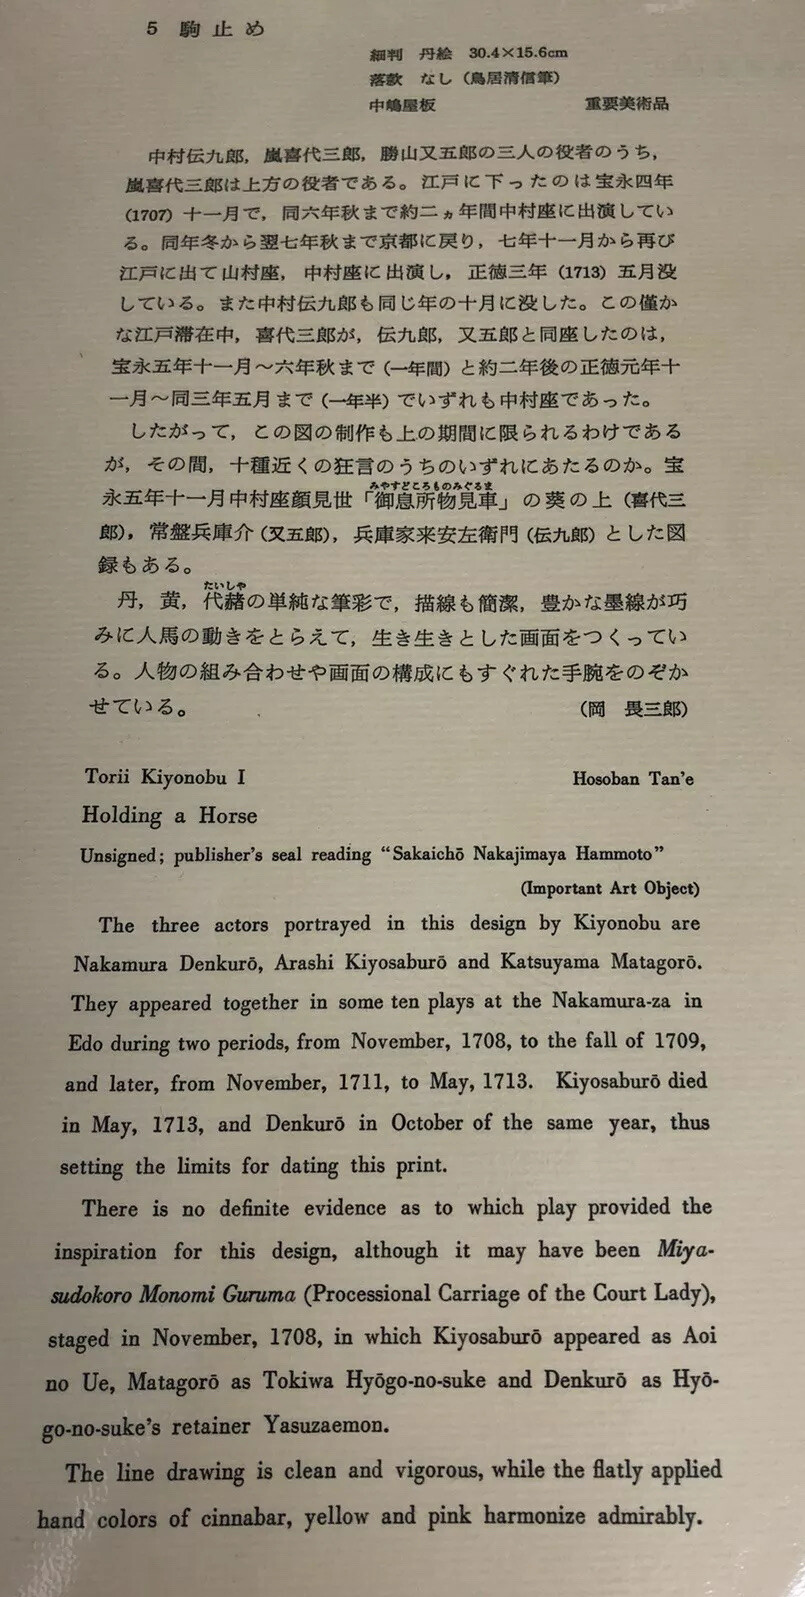 5 駒止め
細判 丹絵 30.4×15.6cm
落款 なし（鳥居清信筆）
中嶋屋板 重要美術品
中村伝九郎，嵐喜代三郎，勝山又五郎の三人の役者のうち，
嵐喜代三郎は上方の役者である。江戸に下ったのは宝永四年
(1707) 十一月で，同六年秋まで約二ヵ年間中村座に出演してい
る。同年冬から翌七年秋まで京都に戻り，七年十一月から再び
江戸に出て山村座，中村座に出演し，正徳三年 (1713) 五月没
している。また中村伝九郎も同じ年の十月に没した。この僅か
な江戸滞在中，喜代三郎が，伝九郎，又五郎と同座したのは，
宝永五年十一月～六年秋まで (一年間) と約二年後の正徳元年十
一月～同三年五月まで (一年半) でいずれも中村座であった。
したがって，この図の制作も上の期間に限られるわけである
が，その間，十種近くの狂言のうちのいずれにあたるのか。宝
みやすどころものみぐるま
永五年十一月中村座顔見世「御息所物見車」の葵の上 (喜代三
郎)，常盤兵庫介 (又五郎)，兵庫家来安左衛門 (伝九郎) とした図
録もある。
たいしや
丹，黄，代赭の単純な筆彩で，描線も簡潔，豊かな墨線が巧
みに人馬の動きをとらえて，生き生きとした画面をつくってい
る。人物の組み合わせや画面の構成にもすぐれた手腕をのぞか
せている。 （岡 畏三郎）
Torii Kiyonobu I Hosoban Tan'e
Holding a Horse
Unsigned; publisher's seal reading "Sakaichō Nakajimaya Hammoto"
(Important Art Object)
The three actors portrayed in this design by Kiyonobu are
Nakamura Denkurō, Arashi Kiyosaburō and Katsuyama Matagorō.
They appeared together in some ten plays at the Nakamura-za in
Edo during two periods, from November, 1708, to the fall of 1709,
and later, from November, 1711, to May, 1713. Kiyosaburō died
in May, 1713, and Denkurō in October of the same year, thus
setting the limits for dating this print.
There is no definite evidence as to which play provided the
inspiration for this design, although it may have been Miya-
sudokoro Monomi Guruma (Processional Carriage of the Court Lady),
staged in November, 1708, in which Kiyosaburō appeared as Aoi
no Ue, Matagorō as Tokiwa Hyōgo-no-suke and Denkurō as Hyō-
go-no-suke's retainer Yasuzaemon.
The line drawing is clean and vigorous, while the flatly applied
hand colors of cinnabar, yellow and pink harmonize admirably.